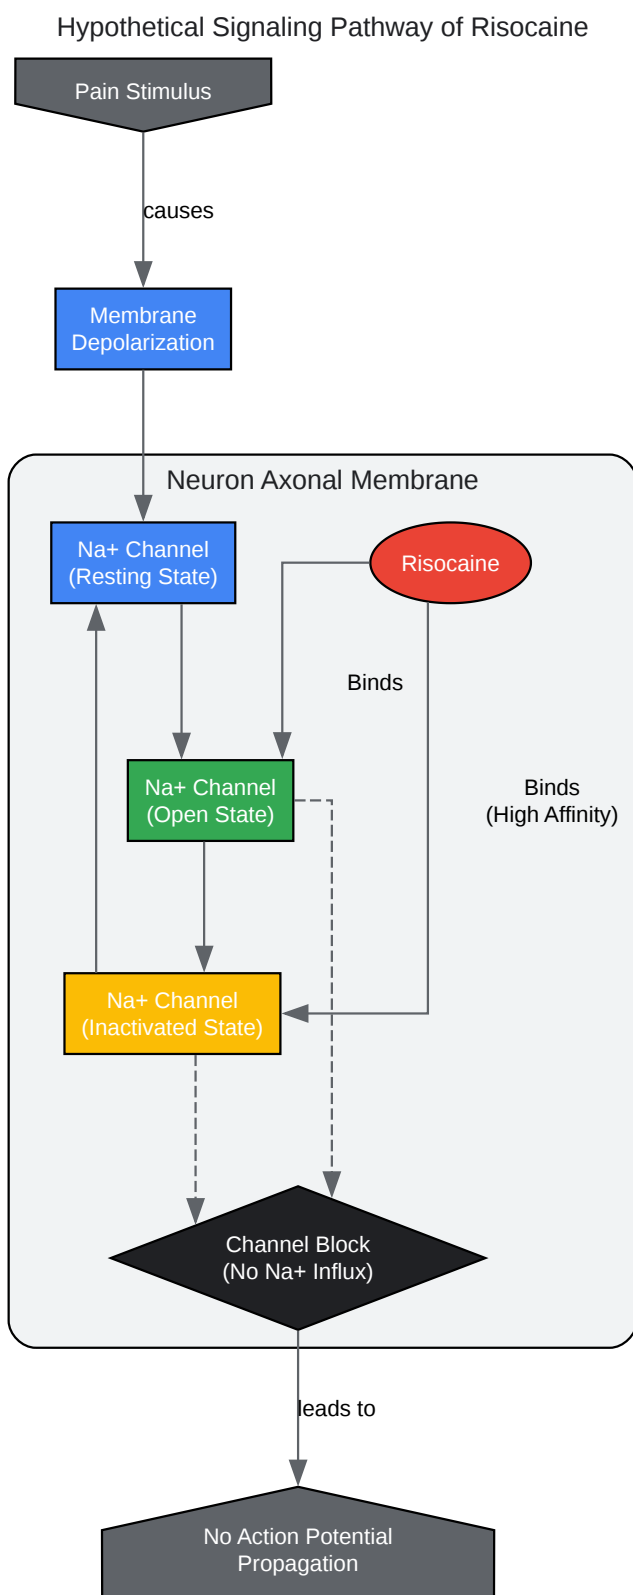 Hypothetical Signaling Pathway of Risocaine
Pain Stimulus
causes
Membrane
Depolarization
Neuron Axonal Membrane
Na+ Channel
(Resting State)
Risocaine
Binds
Na+ Channel
(Open State)
Binds
(High Affinity)
Na+ Channel
(Inactivated State)
Channel Block
(No Na+ Influx)
leads to
No Action Potential
Propagation